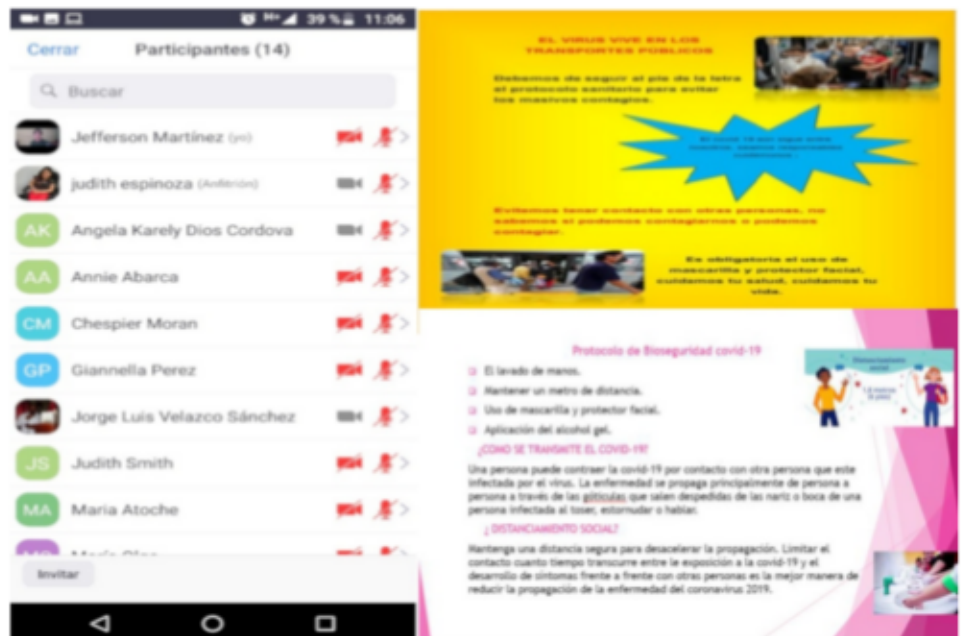 39 % 11:06
Cerrar Participantes (14)
Buscar
Jefferson Martínez (yo)
judith espinoza (Anfitrión)
AK Angela Karely Dios Cordova
AA Annie Abarca
CM Chespier Moran
GP Giannella Perez
Jorge Luis Velazco Sánchez
JS Judith Smith
MA Maria Atoche
Invitar
EL VIRUS VIVE EN LOS
TRANSPORTES PÚBLICOS
Debemos de seguir al pie de la letra
el protocolo sanitario para evitar
los masivos contagios.
Evitemos tener contacto con otras personas, no
sabemos si podemos contagiarnos o podemos
contagiar.
Es obligatoria el uso de
mascarilla y protector facial,
cuidamos tu salud, cuidamos tu
vida.
Protocolo de Bioseguridad covid-19
El lavado de manos.
Mantener un metro de distancia.
Uso de mascarilla y protector facial.
Aplicación del alcohol gel.
¿COMO SE TRANSMITE EL COVID-19?
Una persona puede contraer la covid-19 por contacto con otra persona que este
infectada por el virus. La enfermedad se propaga principalmente de persona a
persona a través de las góticulas que salen despedidas de las nariz o boca de una
persona infectada al toser, estornudar o hablar.
¿ DISTANCIAMIENTO SOCIAL?
Mantenga una distancia segura para desacelerar la propagación. Limitar el
contacto cuanto tiempo transcurre entre le exposición a la covid-19 y el
desarrollo de síntomas frente a frente con otras personas es la mejor manera de
reducir la propagación de la enfermedad del coronavirus 2019.
Distanciamiento
social